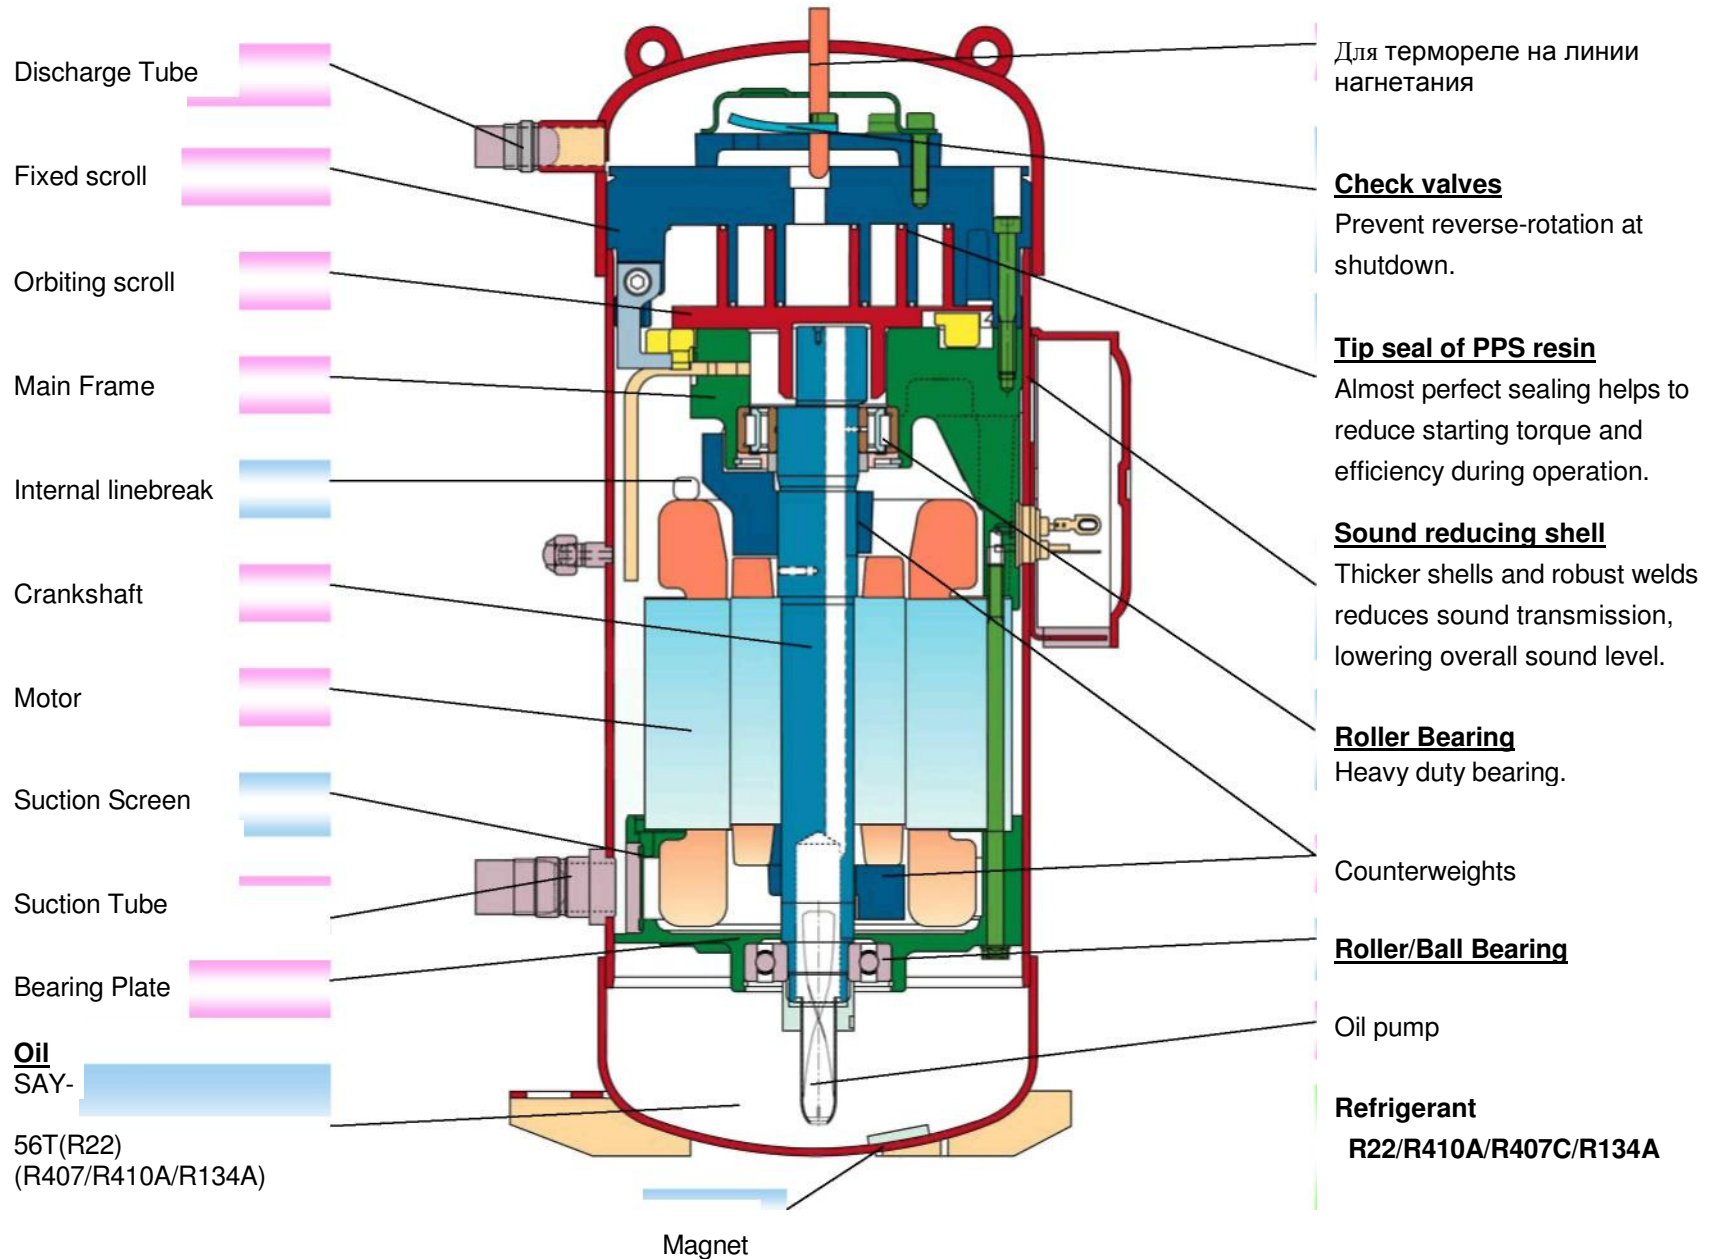 Discharge Tube
Fixed scroll
Orbiting scroll
Main Frame
Internal linebreak
Crankshaft
Motor
Suction Screen
Suction Tube
Bearing Plate
Oil
SAY-
56T(R22)
(R407/R410A/R134A)
Magnet
Для термореле на линии
нагнетания
Check valves
Prevent reverse-rotation at
shutdown.
Tip seal of PPS resin
Almost perfect sealing helps to
reduce starting torque and
efficiency during operation.
Sound reducing shell
Thicker shells and robust welds
reduces sound transmission,
lowering overall sound level.
Roller Bearing
Heavy duty bearing.
Counterweights
Roller/Ball Bearing
Oil pump
Refrigerant
R22/R410A/R407C/R134A